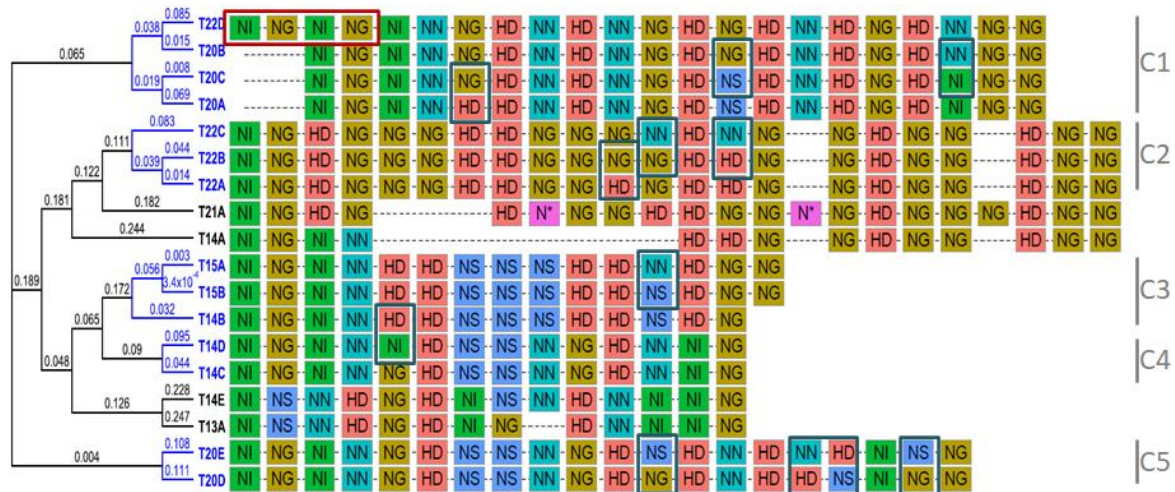 0.085 T22D NI NG NI NG NI NN NG HD NN HD NN NG HD NG HD NN HD NG HD NN NG NG
0.038
0.065 0.015 T20B NI NG NI NN NG HD NN HD NN NG HD NG HD NN HD NG HD NN NG NG C1
0.008 T20C NI NG NI NN NG HD NN HD NN NG HD NS HD NN HD NG HD NI NG NG
0.019
0.069 T20A NI NG NI NN HD HD NN HD NN NG HD NS HD NN HD NG HD NI NG NG
0.083 T22C NI NG HD NG NG NG HD HD NG NG NG NN HD NN NG NG HD NG NG HD NG NG
0.111
0.044 T22B NI NG HD NG NG NG HD HD NG NG NG NG HD HD NG NG HD NG NG HD NG NG C2
0.039
0.122 0.014 T22A NI NG HD NG NG NG HD HD NG NG HD NG HD HD NG NG HD NG NG HD NG NG
0.181 0.182 T21A NI NG HD NG HD N* NG NG HD HD NG NG N* NG HD NG NG NG HD NG NG
0.244 T14A NI NG NI NN HD HD NG NG HD NG NG HD NG NG
0.056 0.003 T15A NI NG NI NN HD HD NS NS NS HD HD NN HD NG NG
0.189 0.172 3.4x10⁻⁴ T15B NI NG NI NN HD HD NS NS NS HD HD NS HD NG NG C3
0.032 T14B NI NG NI NN HD HD NS NS NS HD HD NS HD NG
0.065
0.095 T14D NI NG NI NN NI HD NS NS NN NG HD NN NI NG C4
0.09
0.048 0.044 T14C NI NG NI NN NG HD NS NS NN NG HD NN NI NG
0.228 T14E NI NS NN HD NG HD NI NS NN HD NN NI NI NG
0.126
0.247 T13A NI NS NN HD NG HD NI NG HD NN NI NI NG
0.108 T20E NI NG NI NN NG HD NS NS NN NG HD NS HD NN HD NN HD NI NS NG
0.004 C5
0.111 T20D NI NG NI NN NG HD NS NS NN NG HD NG HD NN HD HD NS NI NG NG